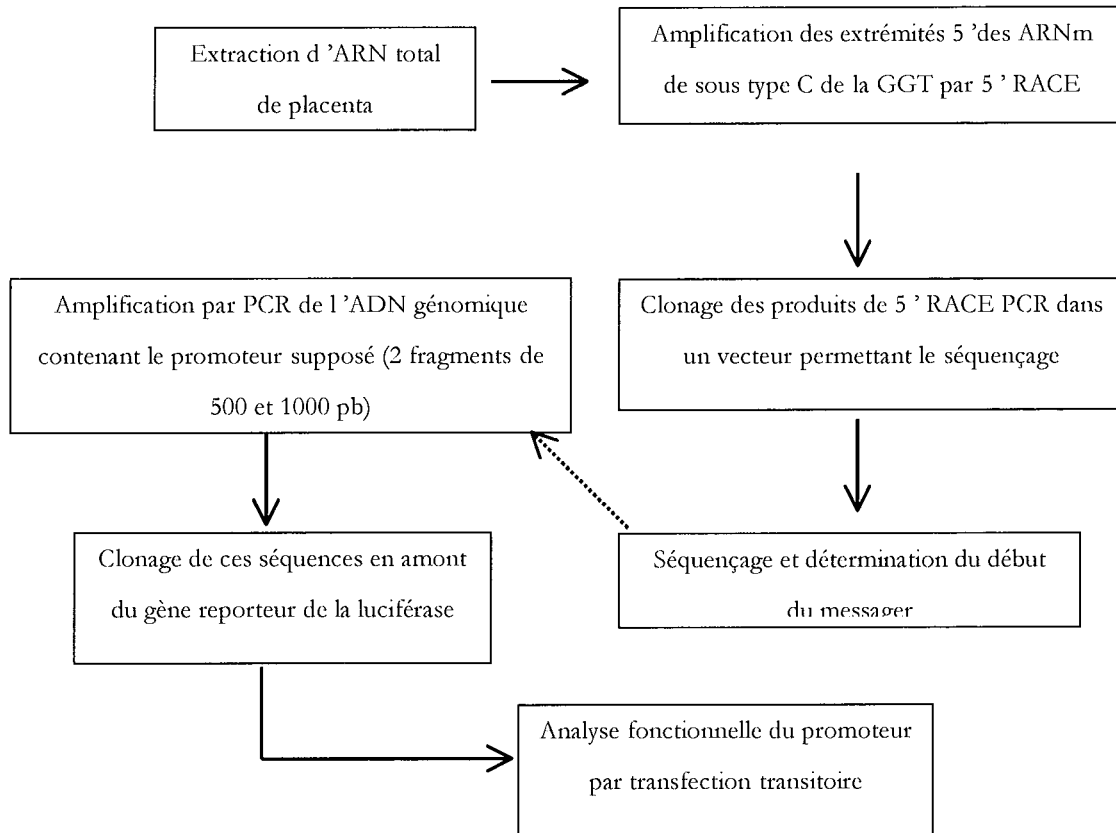 Extraction d 'ARN total
de placenta
Amplification des extrémités 5 'des ARNm
de sous type C de la GGT par 5 ' RACE
Clonage des produits de 5 ' RACE PCR dans
un vecteur permettant le séquençage
Séquençage et détermination du début
du messager
Amplification par PCR de l 'ADN génomique
contenant le promoteur supposé (2 fragments de
500 et 1000 pb)
Clonage de ces séquences en amont
du gène reporteur de la luciférase
Analyse fonctionnelle du promoteur
par transfection transitoire